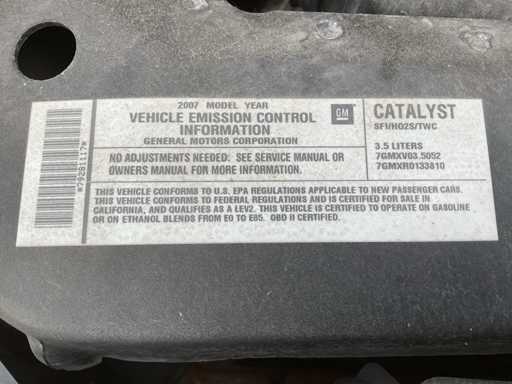 2007 MODEL YEAR
VEHICLE EMISSION CONTROL
INFORMATION
GENERAL MOTORS CORPORATION
GM
CATALYST
SFI/HO2S/TWC
NO ADJUSTMENTS NEEDED. SEE SERVICE MANUAL OR
OWNERS MANUAL FOR MORE INFORMATION.
3.5 LITERS
7GMXV03.5052
7GMXR0133810
THIS VEHICLE CONFORMS TO U.S. EPA REGULATIONS APPLICABLE TO NEW PASSENGER CARS.
THIS VEHICLE CONFORMS TO FEDERAL REGULATIONS AND IS CERTIFIED FOR SALE IN
CALIFORNIA, AND QUALIFIES AS A LEV2. THIS VEHICLE IS CERTIFIED TO OPERATE ON GASOLINE
OR ON ETHANOL BLENDS FROM E0 TO E85. OBD II CERTIFIED.